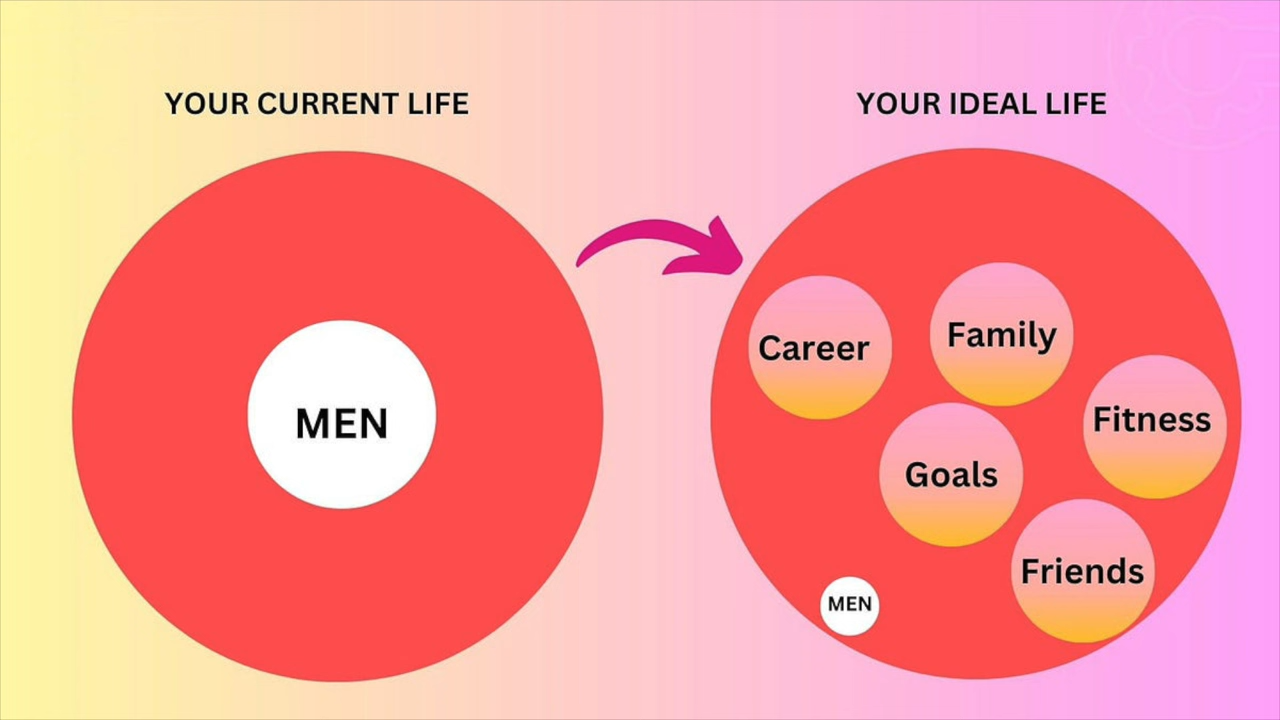 YOUR CURRENT LIFE
MEN
YOUR IDEAL LIFE
Career
Family
Fitness
Goals
Friends
MEN